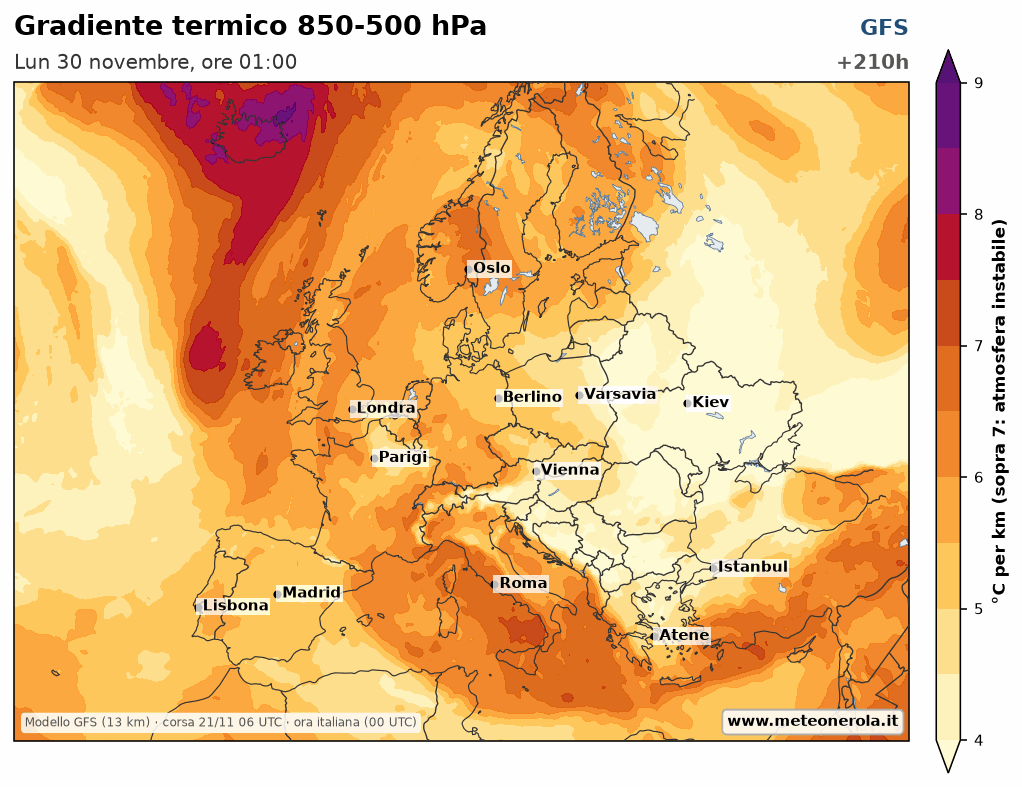 Gradiente termico 850-500 hPa
GFS
Lun 30 novembre, ore 01:00
+210h
Oslo
Londra
Berlino
Varsavia
Kiev
Parigi
Vienna
Istanbul
Madrid
Roma
Lisbona
Atene
Modello GFS (13 km) · corsa 21/11 06 UTC · ora italiana (00 UTC)
www.meteonerola.it
9
8
7
6
5
4
°C per km (sopra 7: atmosfera instabile)